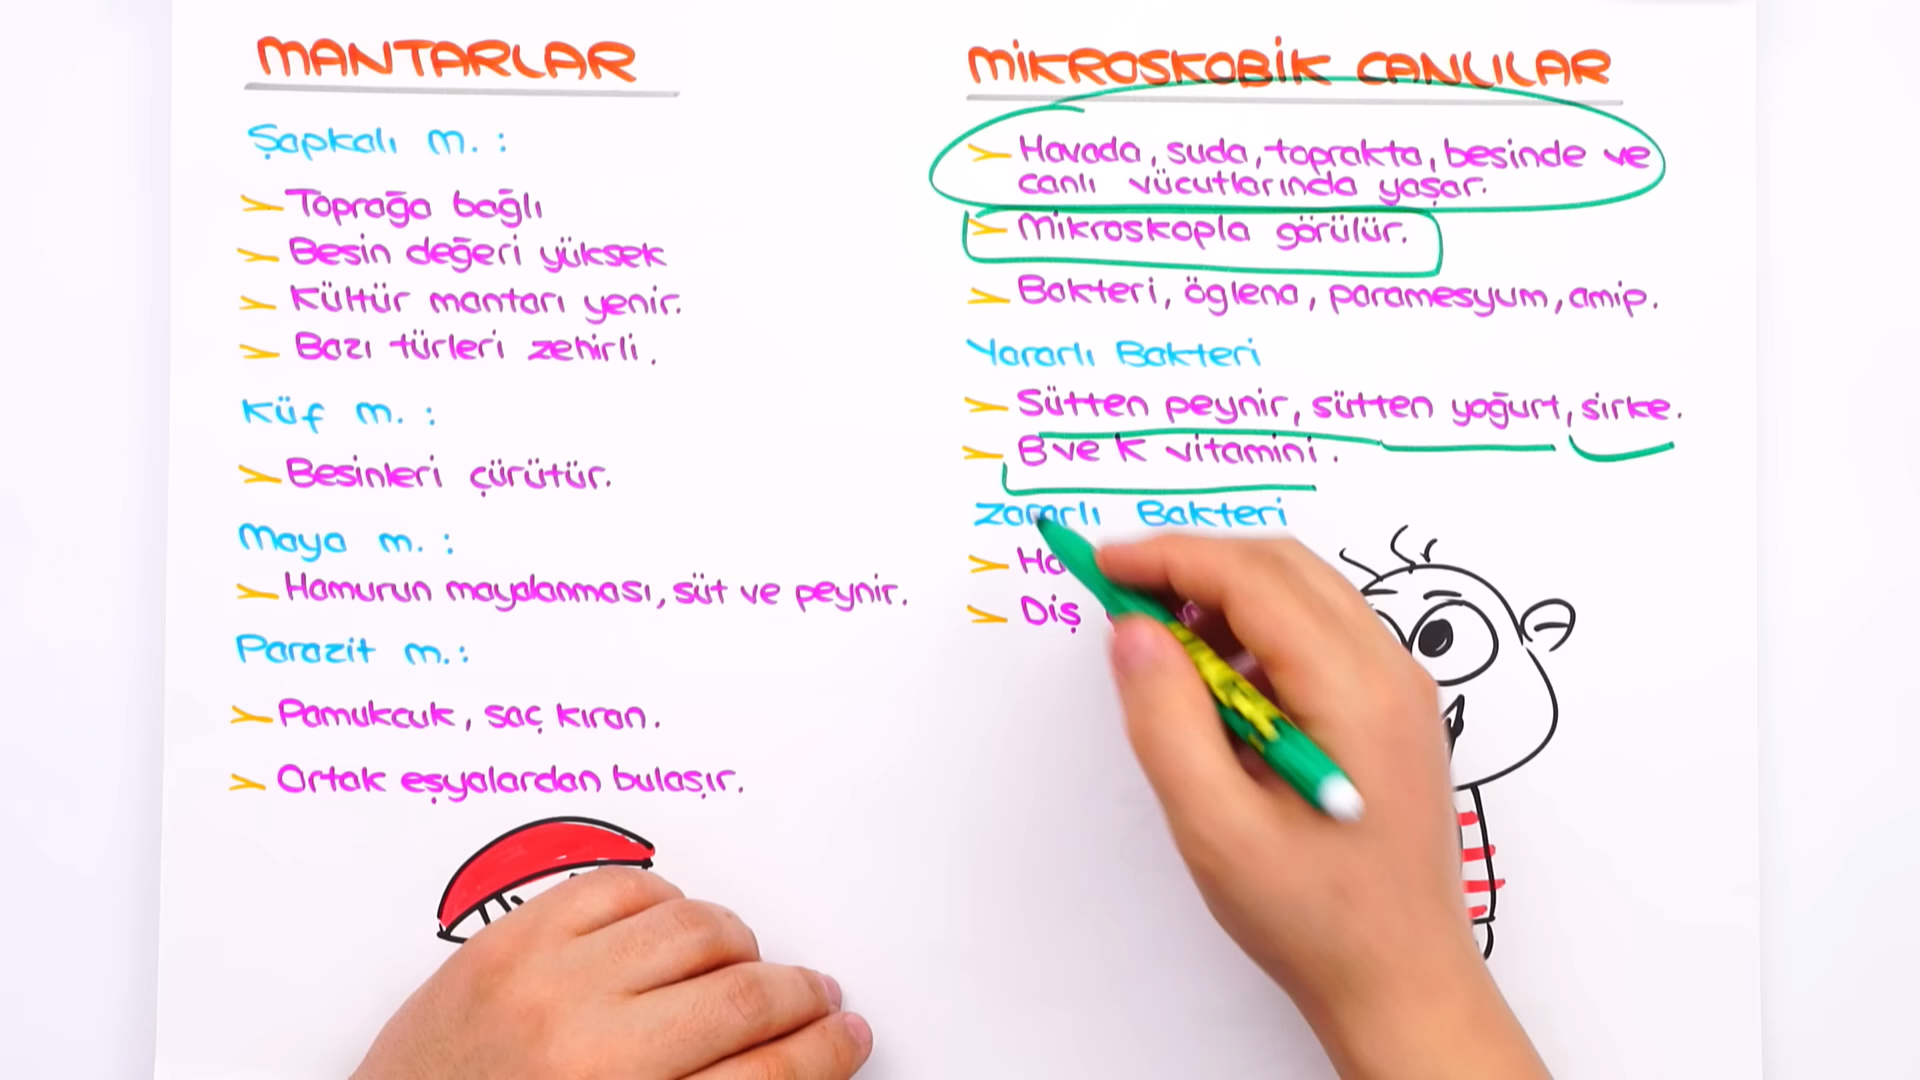 MANTARLAR
Şapkalı m. :
Toprağa bağlı
Besin değeri yüksek
Kültür mantarı yenir.
Bazı türleri zehirli.
Küf m. :
Besinleri çürütür.
Maya m. :
Hamurun mayalanması, süt ve peynir.
Parazit m. :
Pamukcuk, saç kıran.
Ortak eşyalardan bulaşır.
MİKROSKOBİK CANLILAR
Havada, suda, toprakta, besinde ve
canlı vücutlarında yaşar.
Mikroskopla görülür.
Bakteri, öglena, paramesyum, amip.
Yararlı Bakteri
Sütten peynir, sütten yoğurt, sirke.
B ve K vitamini.
Zararlı Bakteri
Diş